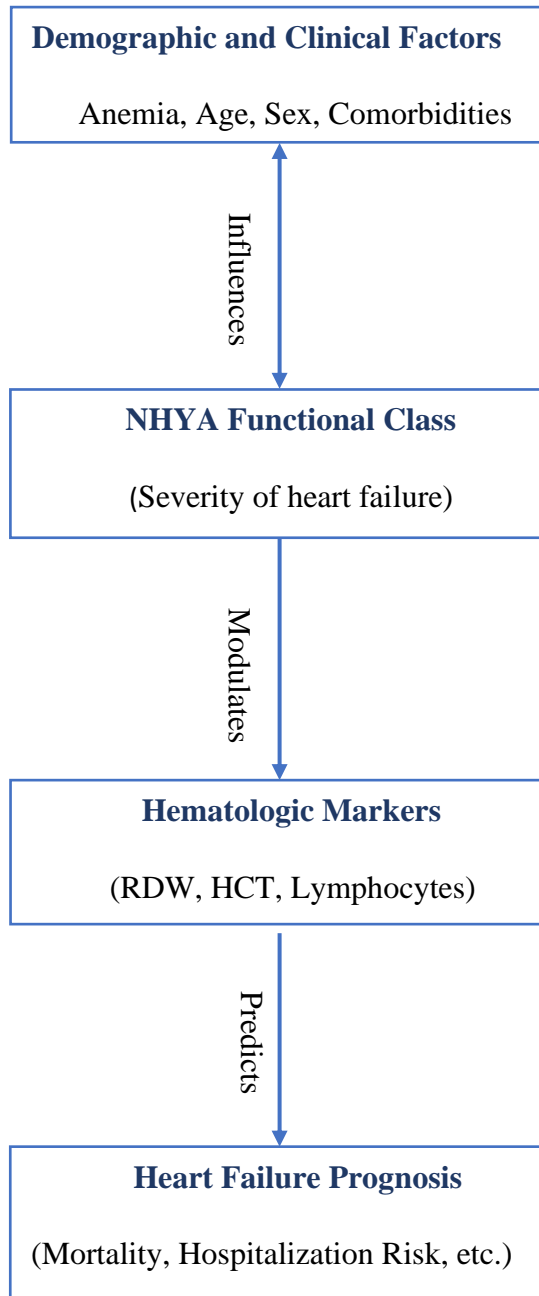 Demographic and Clinical Factors
Anemia, Age, Sex, Comorbidities
Influences
NHYA Functional Class
(Severity of heart failure)
Modulates
Hematologic Markers
(RDW, HCT, Lymphocytes)
Predicts
Heart Failure Prognosis
(Mortality, Hospitalization Risk, etc.)